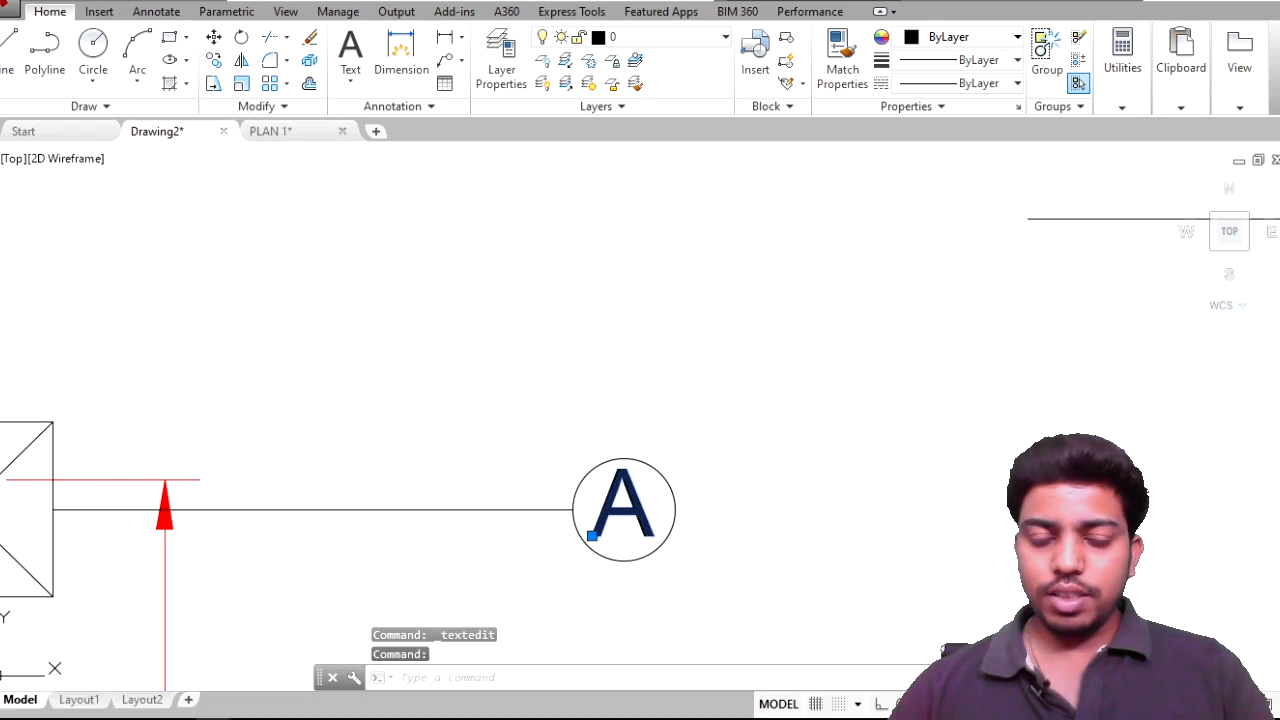 Home Insert Annotate Parametric View Manage Output Add-ins A360 Express Tools Featured Apps BIM 360 Performance
Polyline Circle Arc Text Dimension Layer Properties 0 Insert Match Properties ByLayer Group Utilities Clipboard View
ByLayer
ByLayer
Draw Modify Annotation Layers Block Properties Groups
Start Drawing2* PLAN 1*
[Top][2D Wireframe]
N
W TOP E
S
WCS
A
Y
X
Command: _textedit
Command:
Type a command
Model Layout1 Layout2 MODEL